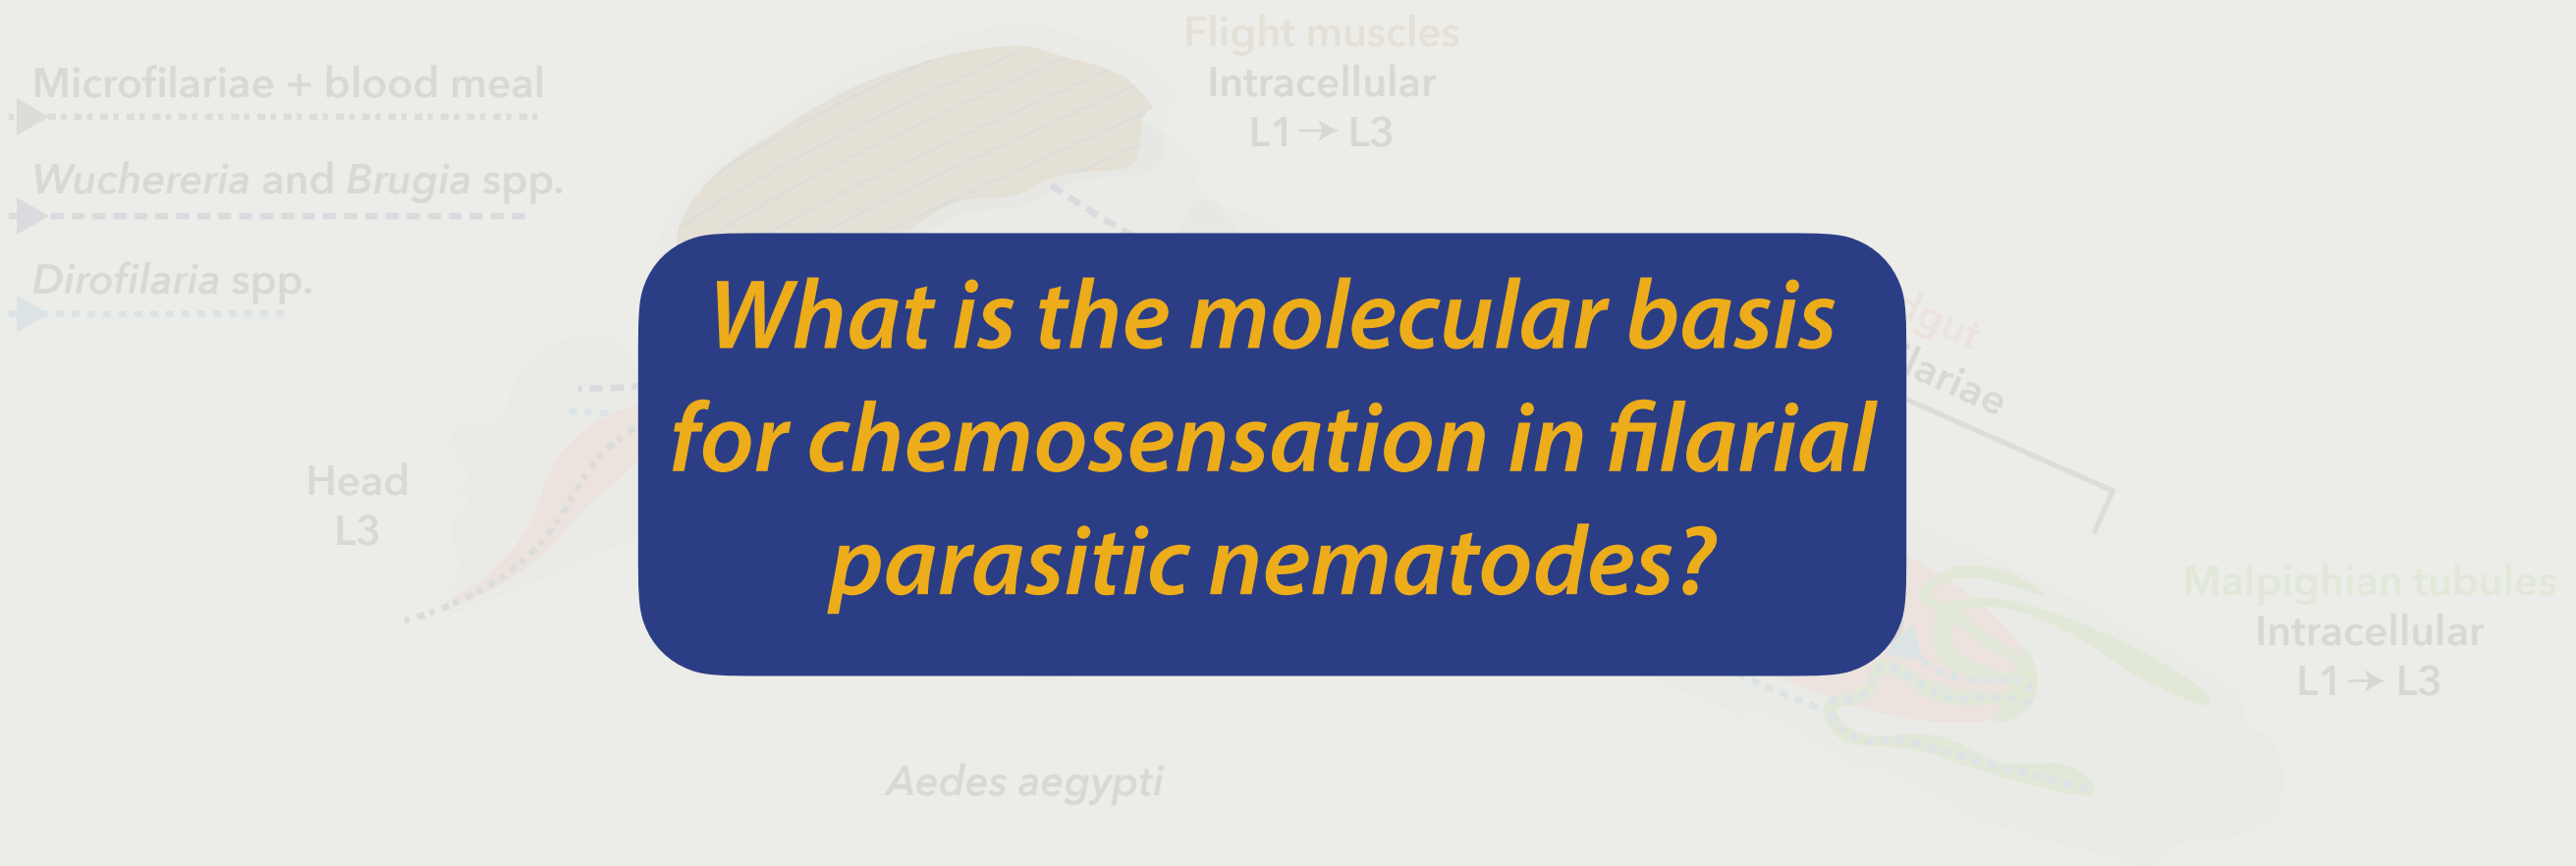 Microfilariae + blood meal
Wuchereria and Brugia spp.
Dirofilaria spp.
Flight muscles
Intracellular
L1 → L3
What is the molecular basis
for chemosensation in filarial
parasitic nematodes?
Head
L3
Malpighian tubules
Intracellular
L1 → L3
Aedes aegypti